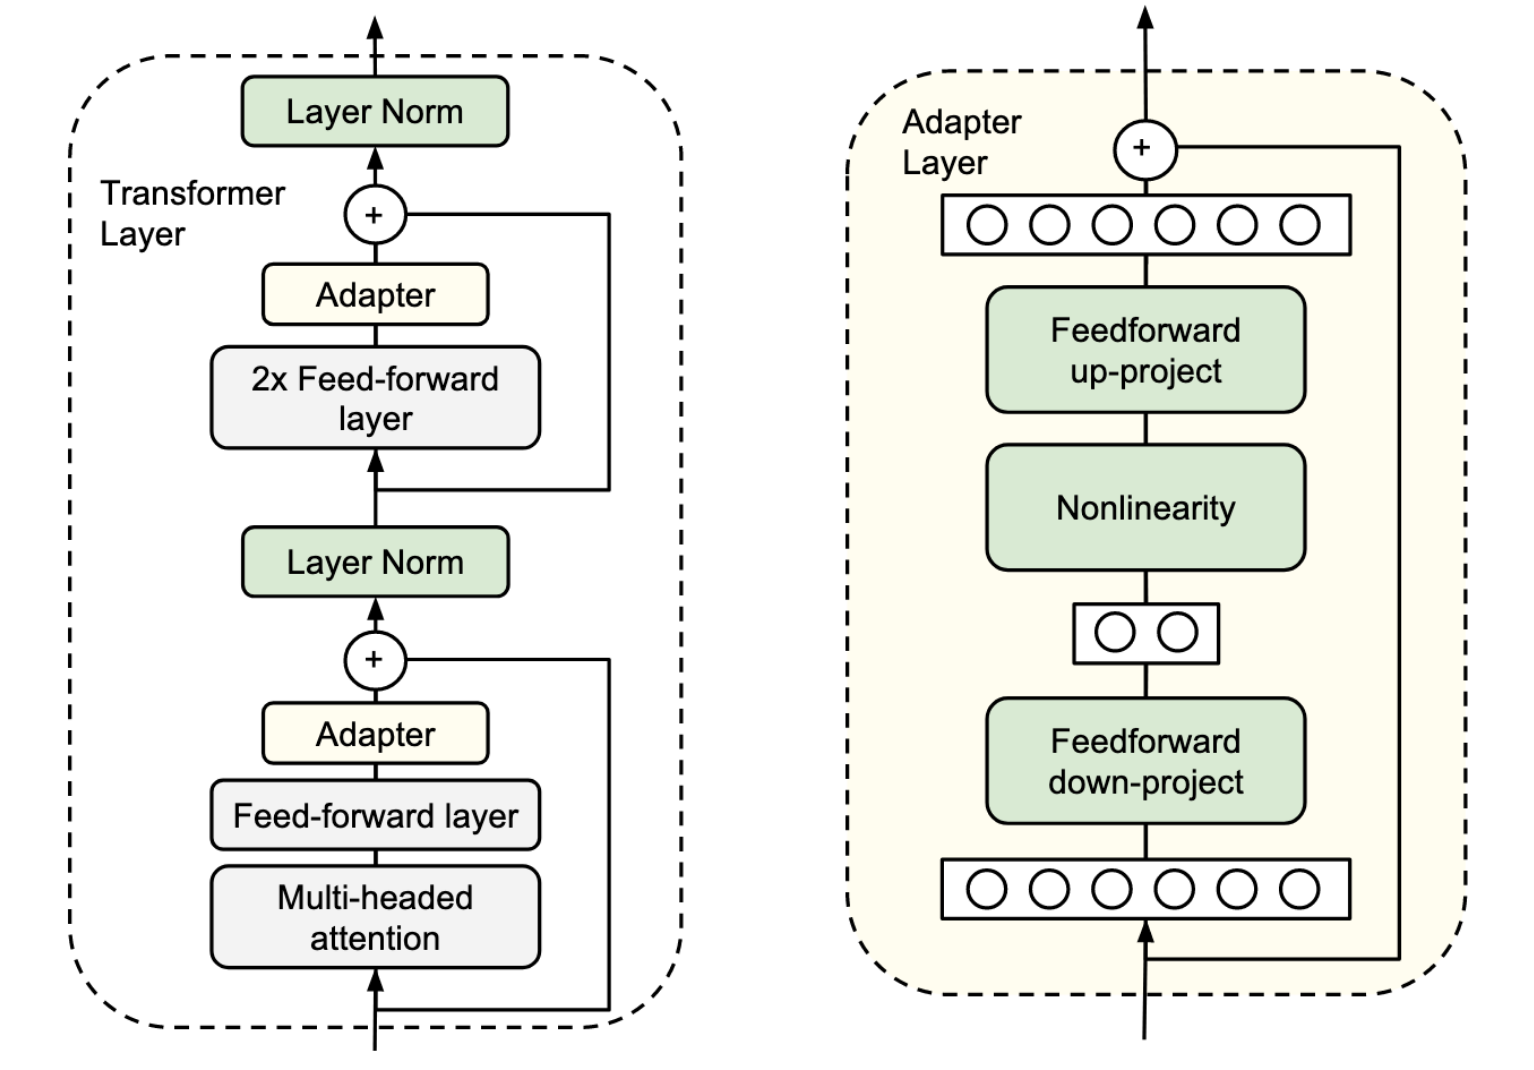 Layer Norm
Transformer
Layer
+
Adapter
2x Feed-forward
layer
Layer Norm
+
Adapter
Feed-forward layer
Multi-headed
attention
Adapter
Layer
+
Feedforward
up-project
Nonlinearity
Feedforward
down-project